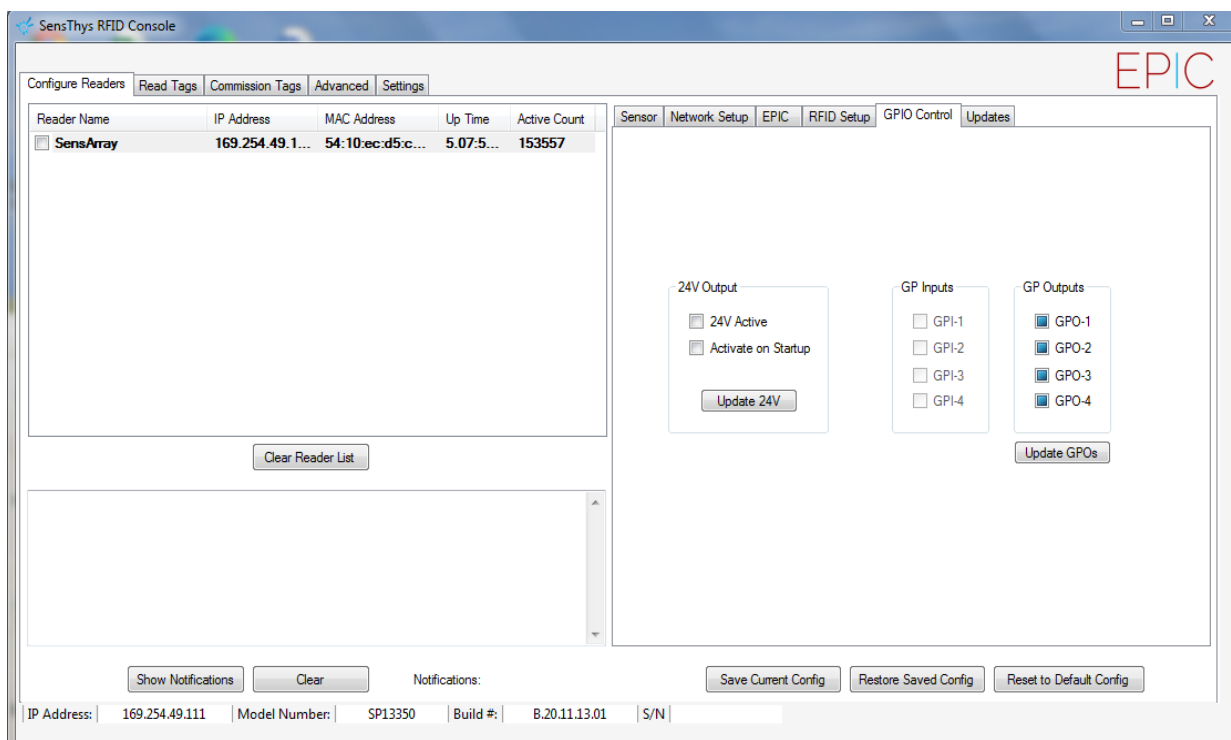 SensThys RFID Console
EPIC
Configure Readers Read Tags Commission Tags Advanced Settings
Reader Name IP Address MAC Address Up Time Active Count
SensArray 169.254.49.1... 54:10:ec:d5:c... 5.07:5... 153557
Clear Reader List
Sensor Network Setup EPIC RFID Setup GPIO Control Updates
24V Output
24V Active
Activate on Startup
Update 24V
GP Inputs
GPI-1
GPI-2
GPI-3
GPI-4
GP Outputs
GPO-1
GPO-2
GPO-3
GPO-4
Update GPOs
Show Notifications Clear Notifications:
Save Current Config Restore Saved Config Reset to Default Config
IP Address: 169.254.49.111 Model Number: SP13350 Build #: B.20.11.13.01 S/N